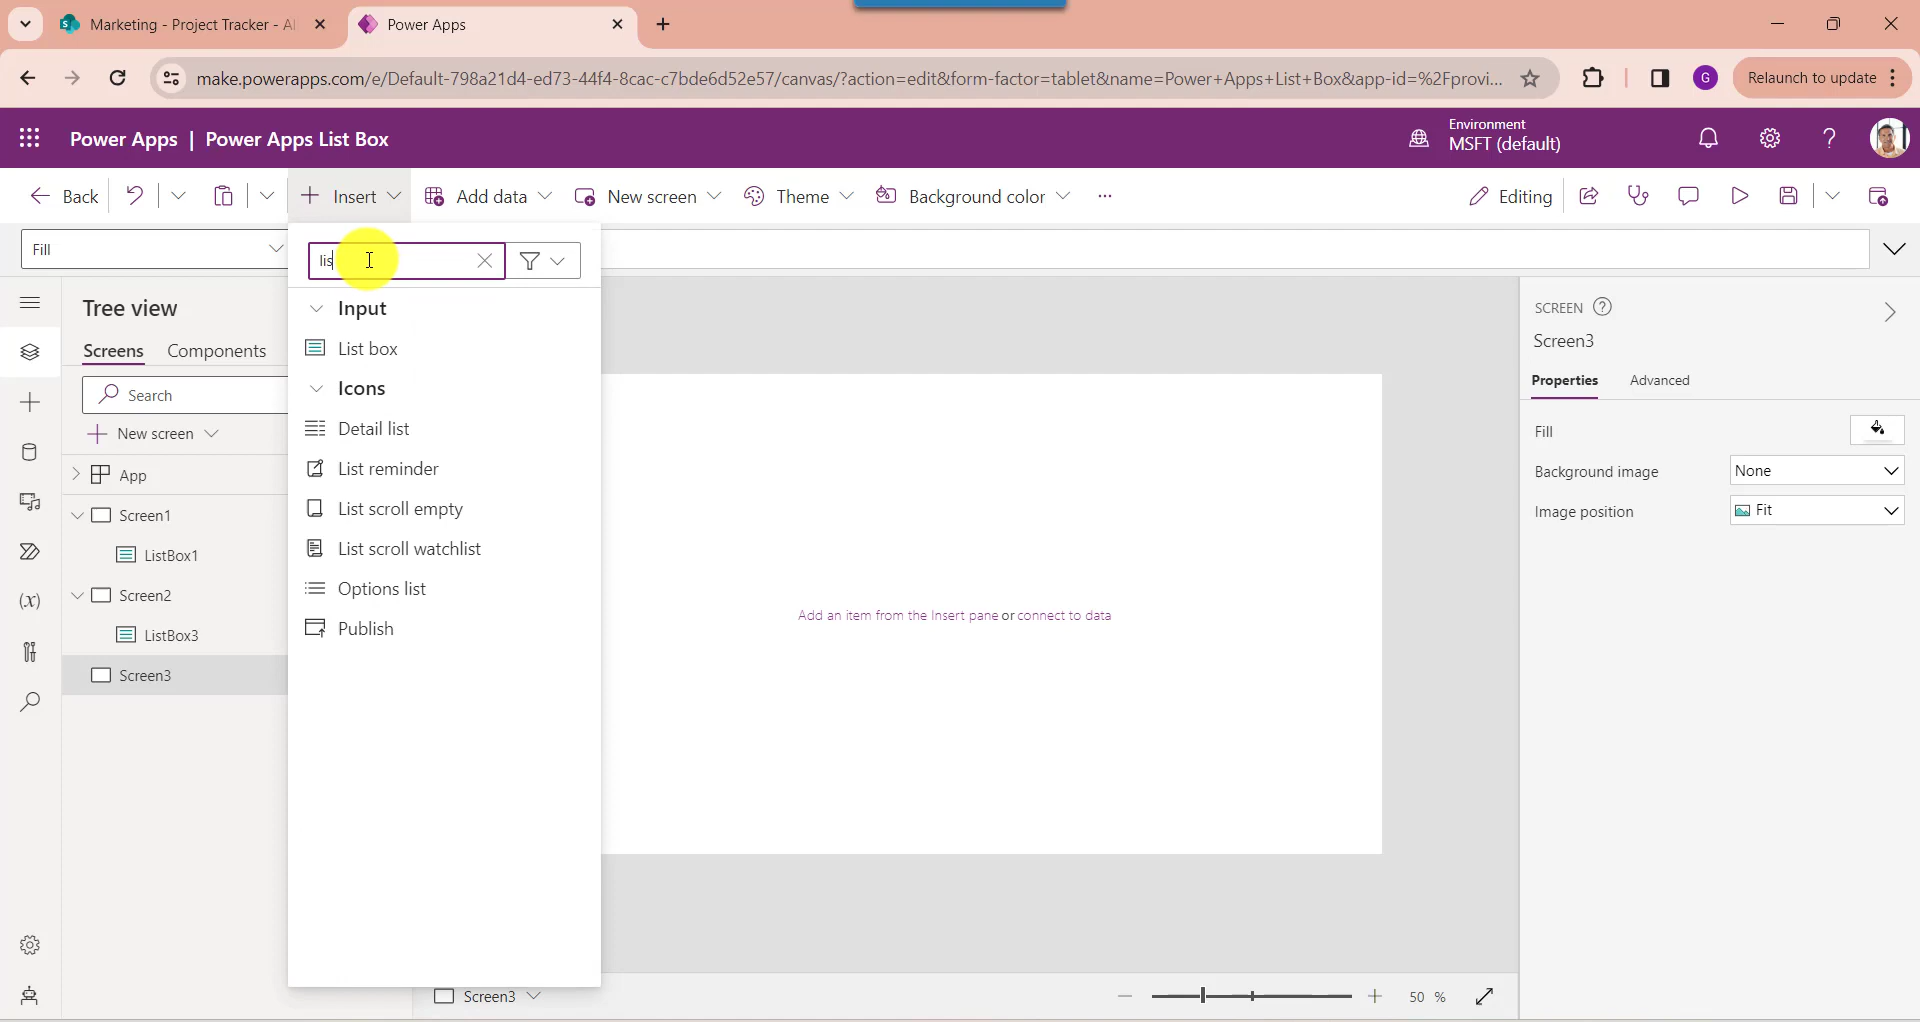 Marketing - Project Tracker - Al
Power Apps
make.powerapps.com/e/Default-798a21d4-ed73-44f4-8cac-c7bde6d52e57/canvas/?action=edit&form-factor=tablet&name=Power+Apps+List+Box&app-id=%2Fprovi...
G
Relaunch to update
Power Apps | Power Apps List Box
Environment
MSFT (default)
Back
Insert
Add data
New screen
Theme
Background color
Editing
Fill
lis
Input
List box
Icons
Detail list
List reminder
List scroll empty
List scroll watchlist
Options list
Publish
Tree view
Screens
Components
Search
New screen
App
Screen1
ListBox1
Screen2
ListBox3
Screen3
Add an item from the Insert pane or connect to data
SCREEN
Screen3
Properties
Advanced
Fill
Background image
None
Image position
Fit
Screen3
50 %